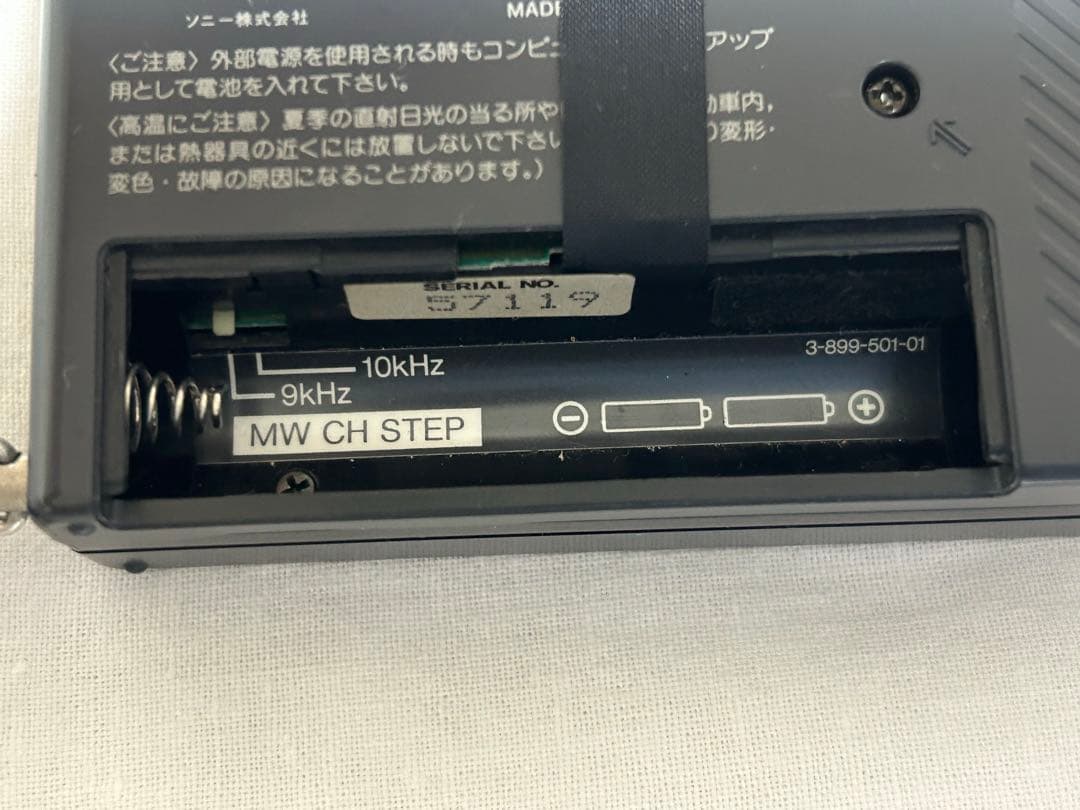 ソニー株式会社
MADE
〈ご注意〉外部電源を使用される時もコンピュ アップ
用として電池を入れて下さい。
〈高温にご注意〉夏季の直射日光の当る所や 動車内,
または熱器具の近くには放置しないで下さい の変形・
変色・故障の原因になることがあります。)
SERIAL NO.
57119
3-899-501-01
10kHz
9kHz
MW CH STEP
⊖ ⊕